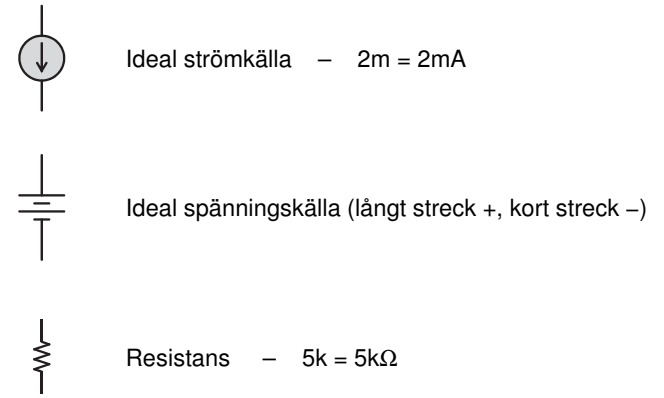 Ideal strömkälla – 2m = 2mA
Ideal spänningskälla (långt streck +, kort streck –)
Resistans – 5k = 5kΩ